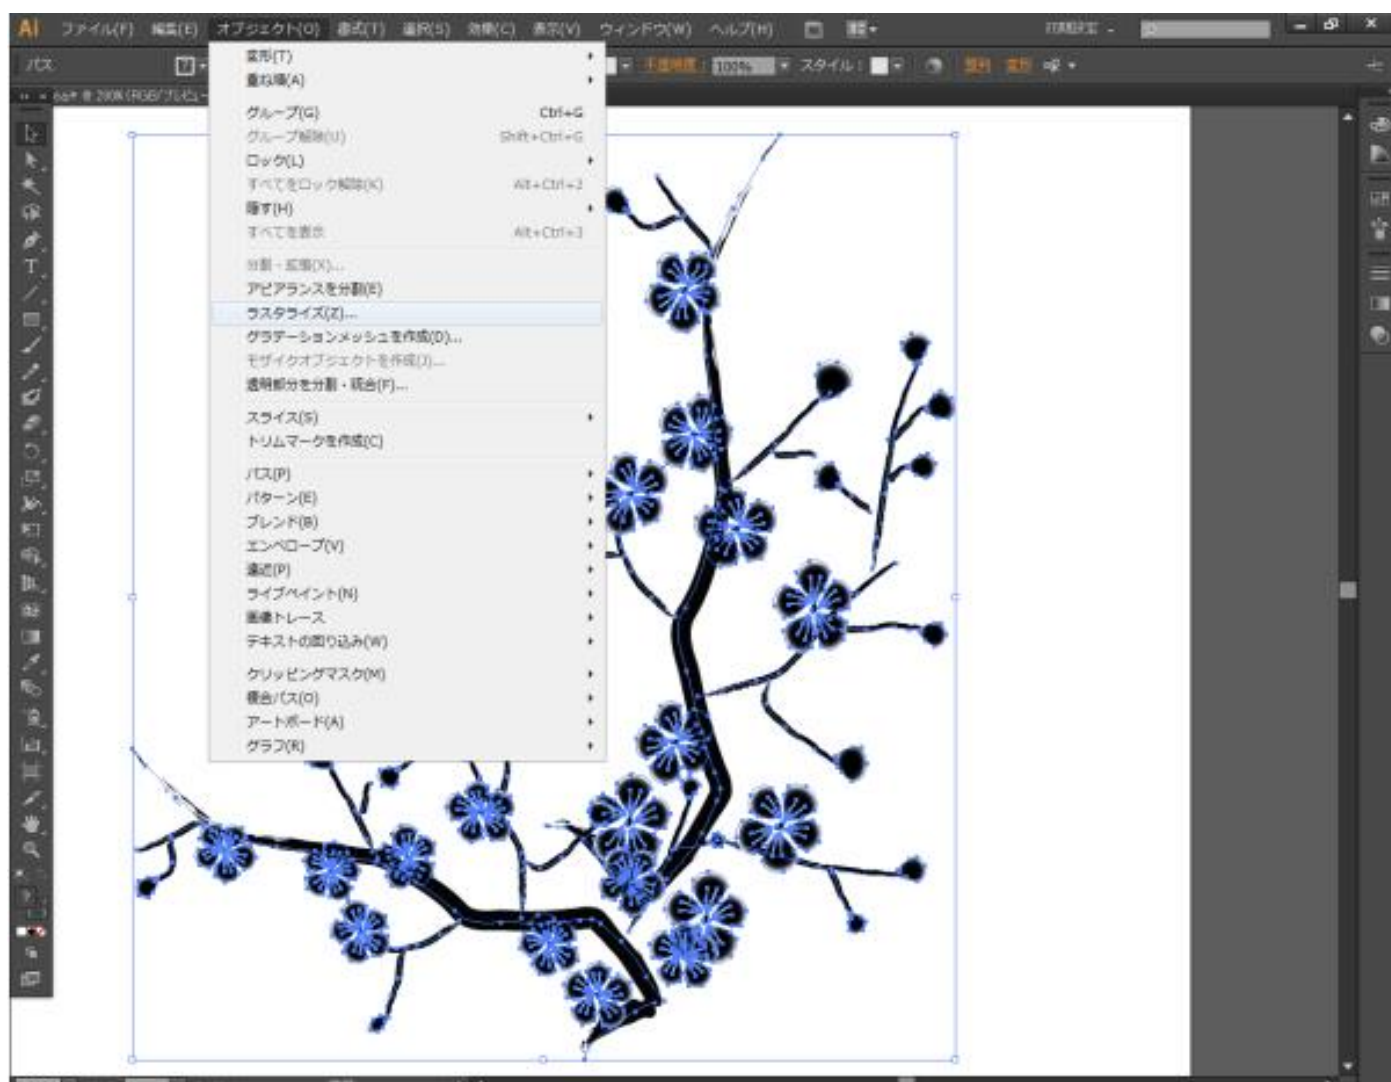 Ai ファイル(F) 編集(E) オブジェクト(O) 書式(T) 選択(S) 効果(C) 表示(V) ウィンドウ(W) ヘルプ(H)
パス 不透明度: 100% スタイル: 整列 変形
変形(T)
重ね順(A)
グループ(G) Ctrl+G
グループ解除(U) Shift+Ctrl+G
ロック(L)
すべてをロック解除(K) Alt+Ctrl+2
隠す(H)
すべてを表示 Alt+Ctrl+3
分割・拡張(X)...
アピアランスを分割(E)
ラスタライズ(Z)...
グラデーションメッシュを作成(D)...
モザイクオブジェクトを作成(J)...
透明部分を分割・統合(F)...
スライス(S)
トリムマークを作成(C)
パス(P)
パターン(E)
ブレンド(B)
エンベロープ(V)
遠近(P)
ライブペイント(N)
画像トレース
テキストの回り込み(W)
クリッピングマスク(M)
複合パス(O)
アートボード(A)
グラフ(R)